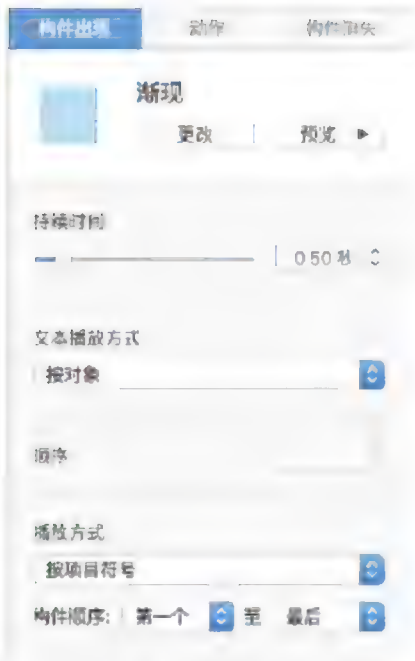 构件出现 动作 构件消失
渐现
更改 预览
持续时间
0.50 秒
文本播放方式
按对象
顺序
播放方式
按项目符号
构件顺序: 第一个 至 最后